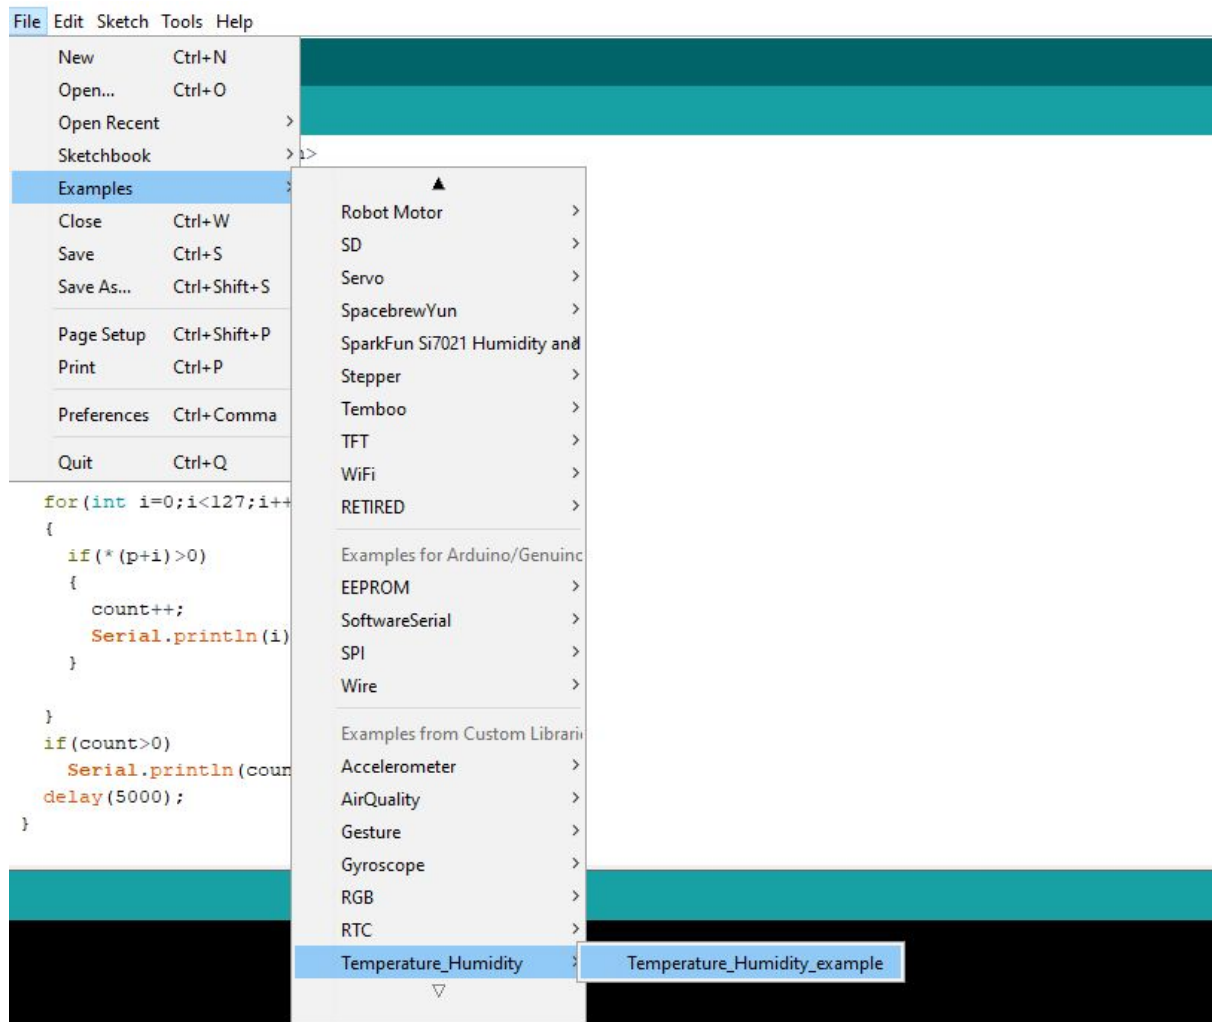 File Edit Sketch Tools Help
New Ctrl+N
Open... Ctrl+O
Open Recent >
Sketchbook >
Examples
Close Ctrl+W
Save Ctrl+S
Save As... Ctrl+Shift+S
Page Setup Ctrl+Shift+P
Print Ctrl+P
Preferences Ctrl+Comma
Quit Ctrl+Q
Robot Motor >
SD >
Servo >
SpacebrewYun >
SparkFun Si7021 Humidity and
Stepper >
Temboo >
TFT >
WiFi >
RETIRED >
Examples for Arduino/Genuino
EEPROM >
SoftwareSerial >
SPI >
Wire >
Examples from Custom Librari
Accelerometer >
AirQuality >
Gesture >
Gyroscope >
RGB >
RTC >
Temperature_Humidity >
Temperature_Humidity_example
for(int i=0;i<127;i++
{
if(*(p+i)>0)
{
count++;
Serial.println(i)
}
}
if(count>0)
Serial.println(coun
delay(5000);
}